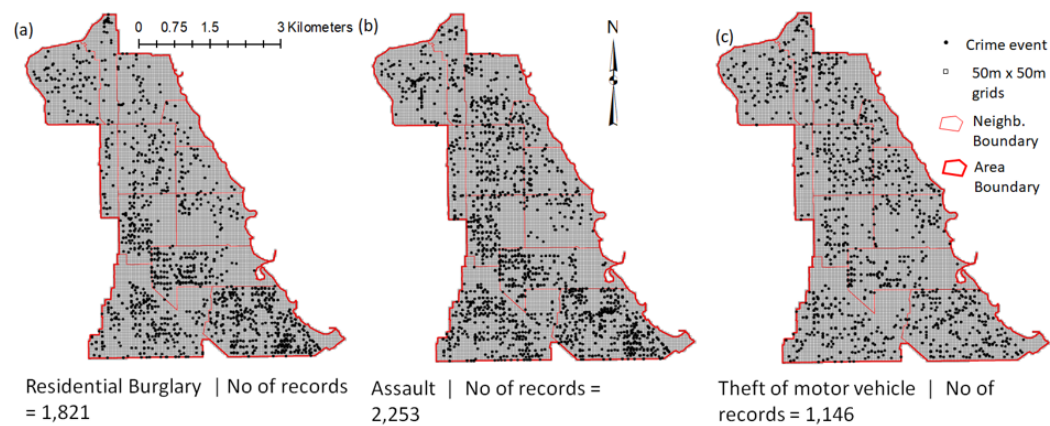 (a)
0 0.75 1.5 3 Kilometers
(b)
N
(c)
Crime event
50m x 50m
grids
Neighb.
Boundary
Area
Boundary
Residential Burglary | No of records
= 1,821
Assault | No of records =
2,253
Theft of motor vehicle | No of
records = 1,146